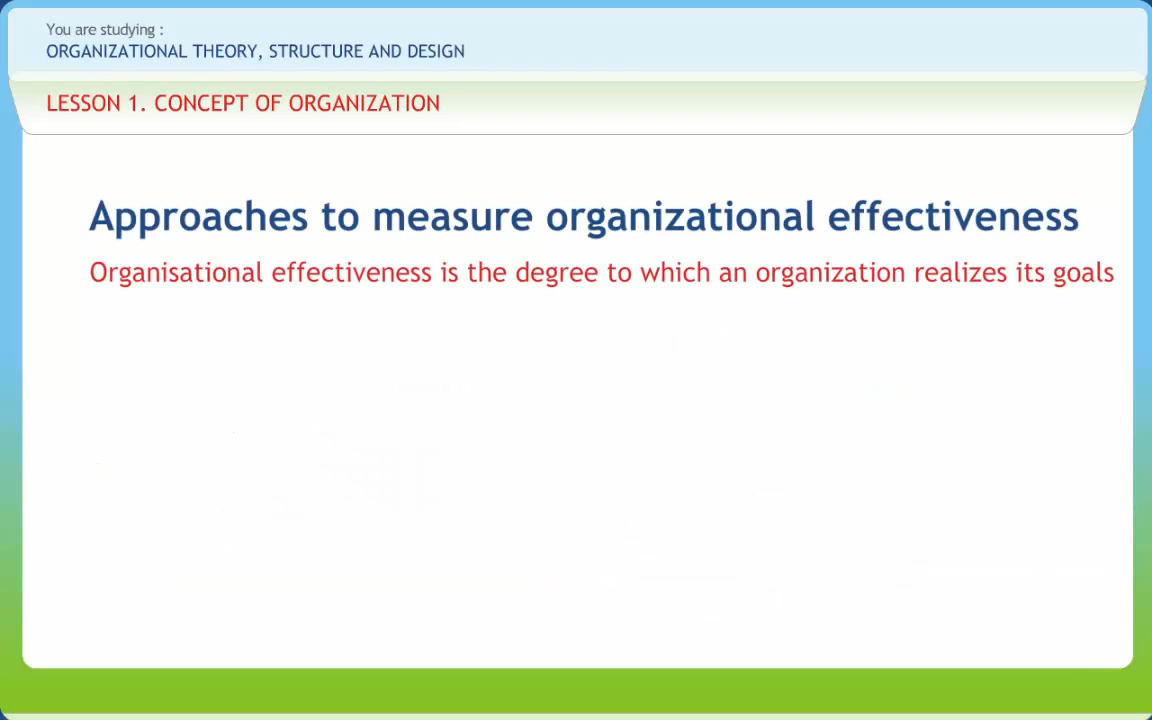 You are studying :
ORGANIZATIONAL THEORY, STRUCTURE AND DESIGN
LESSON 1. CONCEPT OF ORGANIZATION
Approaches to measure organizational effectiveness
Organisational effectiveness is the degree to which an organization realizes its goals